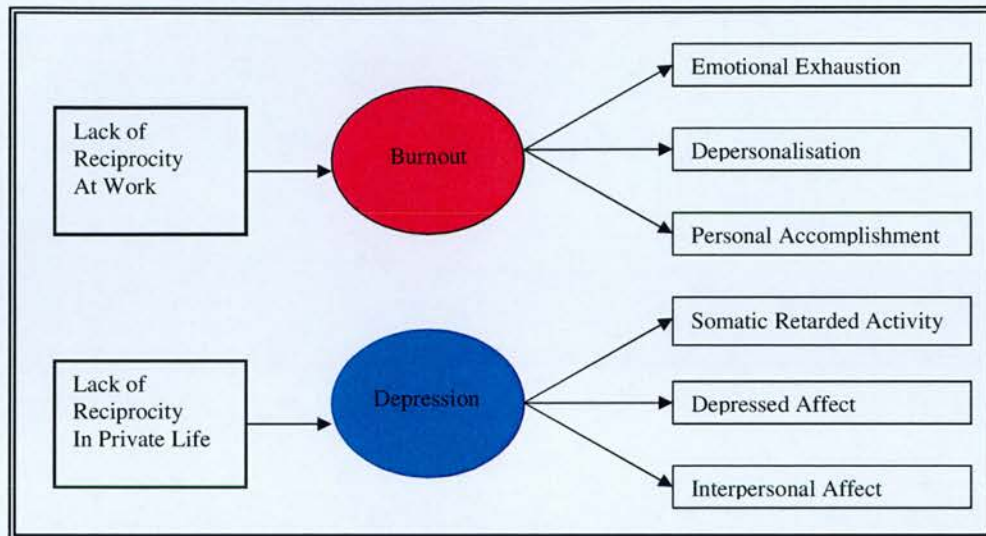 Lack of
Reciprocity
At Work
Burnout
Emotional Exhaustion
Depersonalisation
Personal Accomplishment
Lack of
Reciprocity
In Private Life
Depression
Somatic Retarded Activity
Depressed Affect
Interpersonal Affect